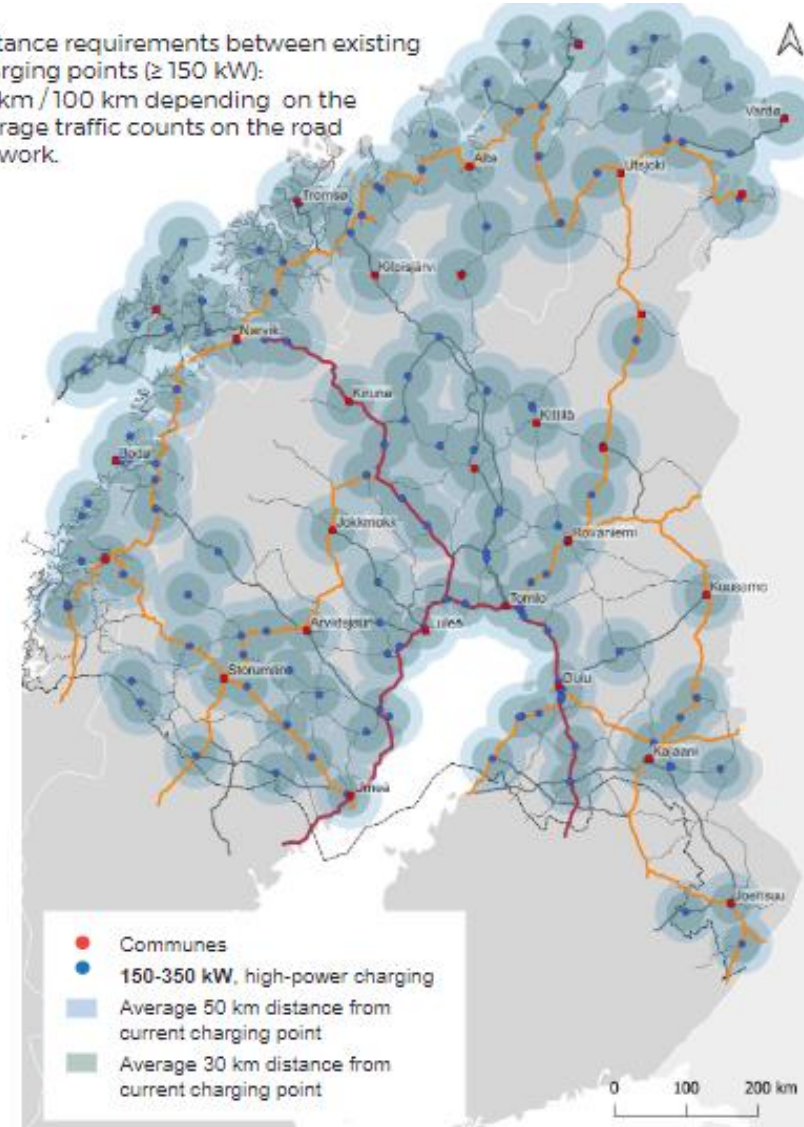 tance requirements between existing
arging points (≥ 150 kW):
km / 100 km depending on the
rage traffic counts on the road
work.
Vardø
Alta
Utsjoki
Tromsø
Kilpisjärvi
Narvik
Kiruna
Kittilä
Bodø
Jokkmokk
Rovaniemi
Kuusamo
Tornio
Arvidsjaur
Luleå
Storuman
Oulu
Kajaani
Umeå
Joensuu
Communes
150-350 kW, high-power charging
Average 50 km distance from
current charging point
Average 30 km distance from
current charging point
0 100 200 km